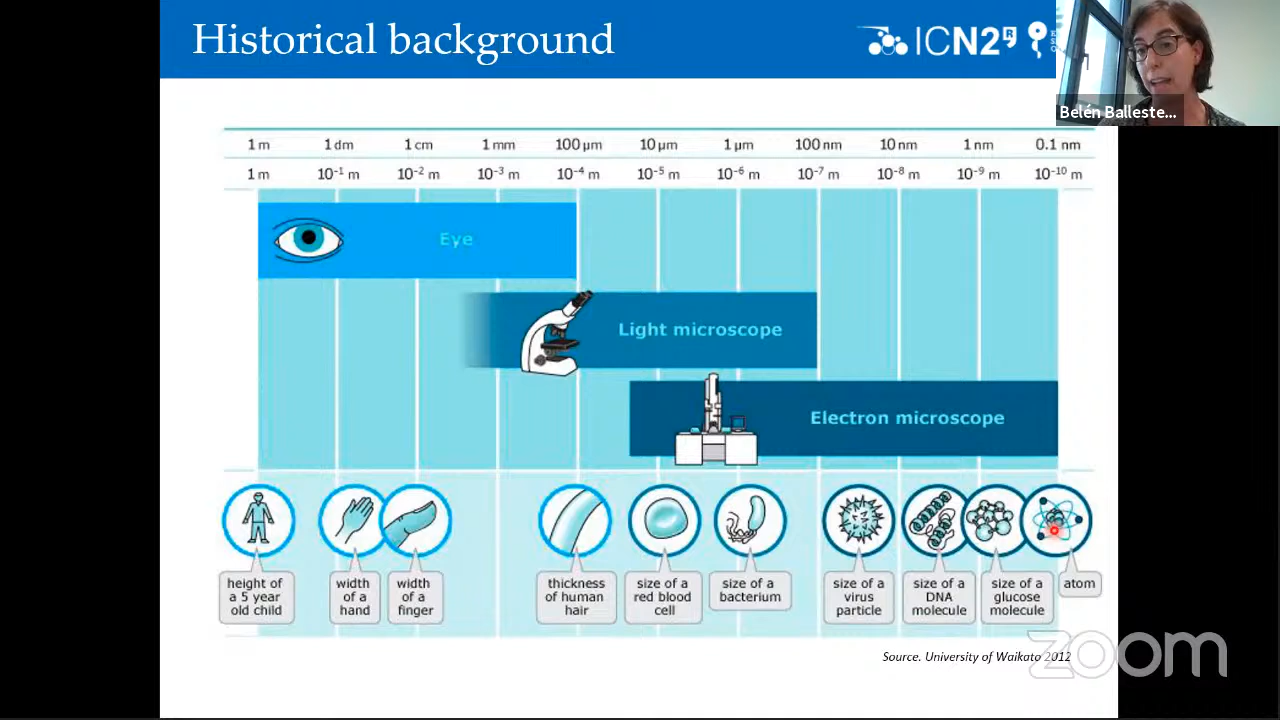 Historical background
ICN2
Belén Balleste...
1 m 1 dm 1 cm 1 mm 100 µm 10 µm 1 µm 100 nm 10 nm 1 nm 0.1 nm
1 m 10⁻¹ m 10⁻² m 10⁻³ m 10⁻⁴ m 10⁻⁵ m 10⁻⁶ m 10⁻⁷ m 10⁻⁸ m 10⁻⁹ m 10⁻¹⁰ m
Eye
Light microscope
Electron microscope
height of
a 5 year
old child
width
of a
hand
width
of a
finger
thickness
of human
hair
size of a
red blood
cell
size of a
bacterium
size of a
virus
particle
size of a
DNA
molecule
size of a
glucose
molecule
atom
Source. University of Waikato 2012
zoom